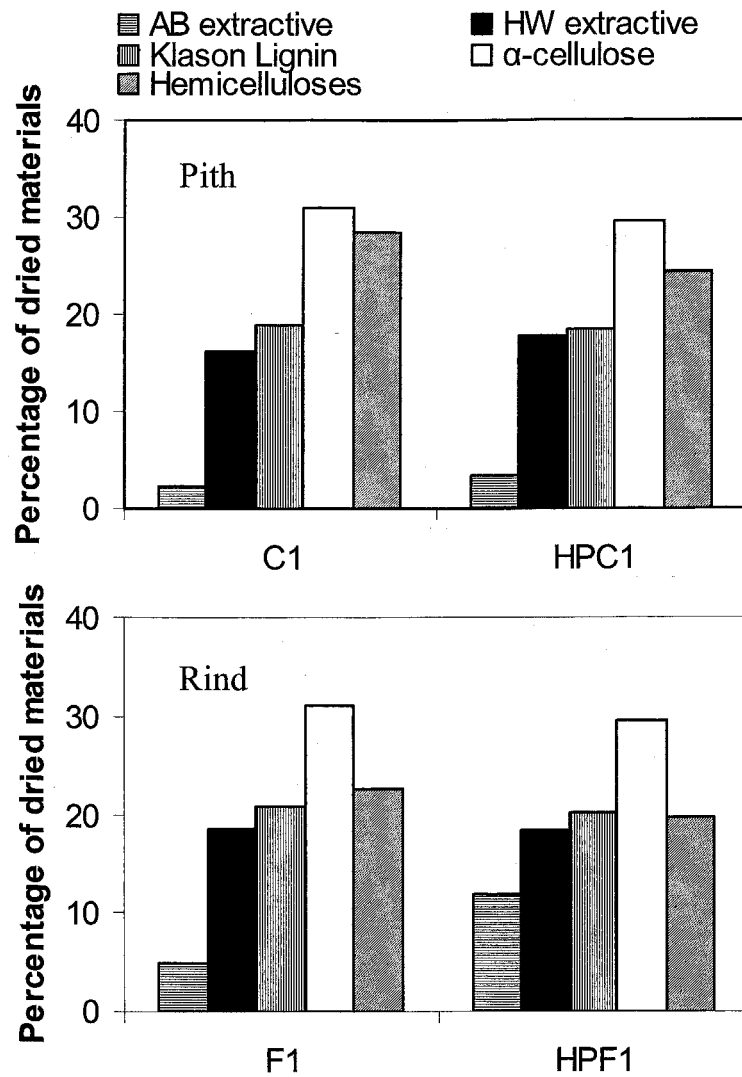 AB extractive HW extractive
Klason Lignin α-cellulose
Hemicelluloses
Percentage of dried materials
40
30
20
10
0
Pith
C1 HPC1
Percentage of dried materials
40
30
20
10
0
Rind
F1 HPF1